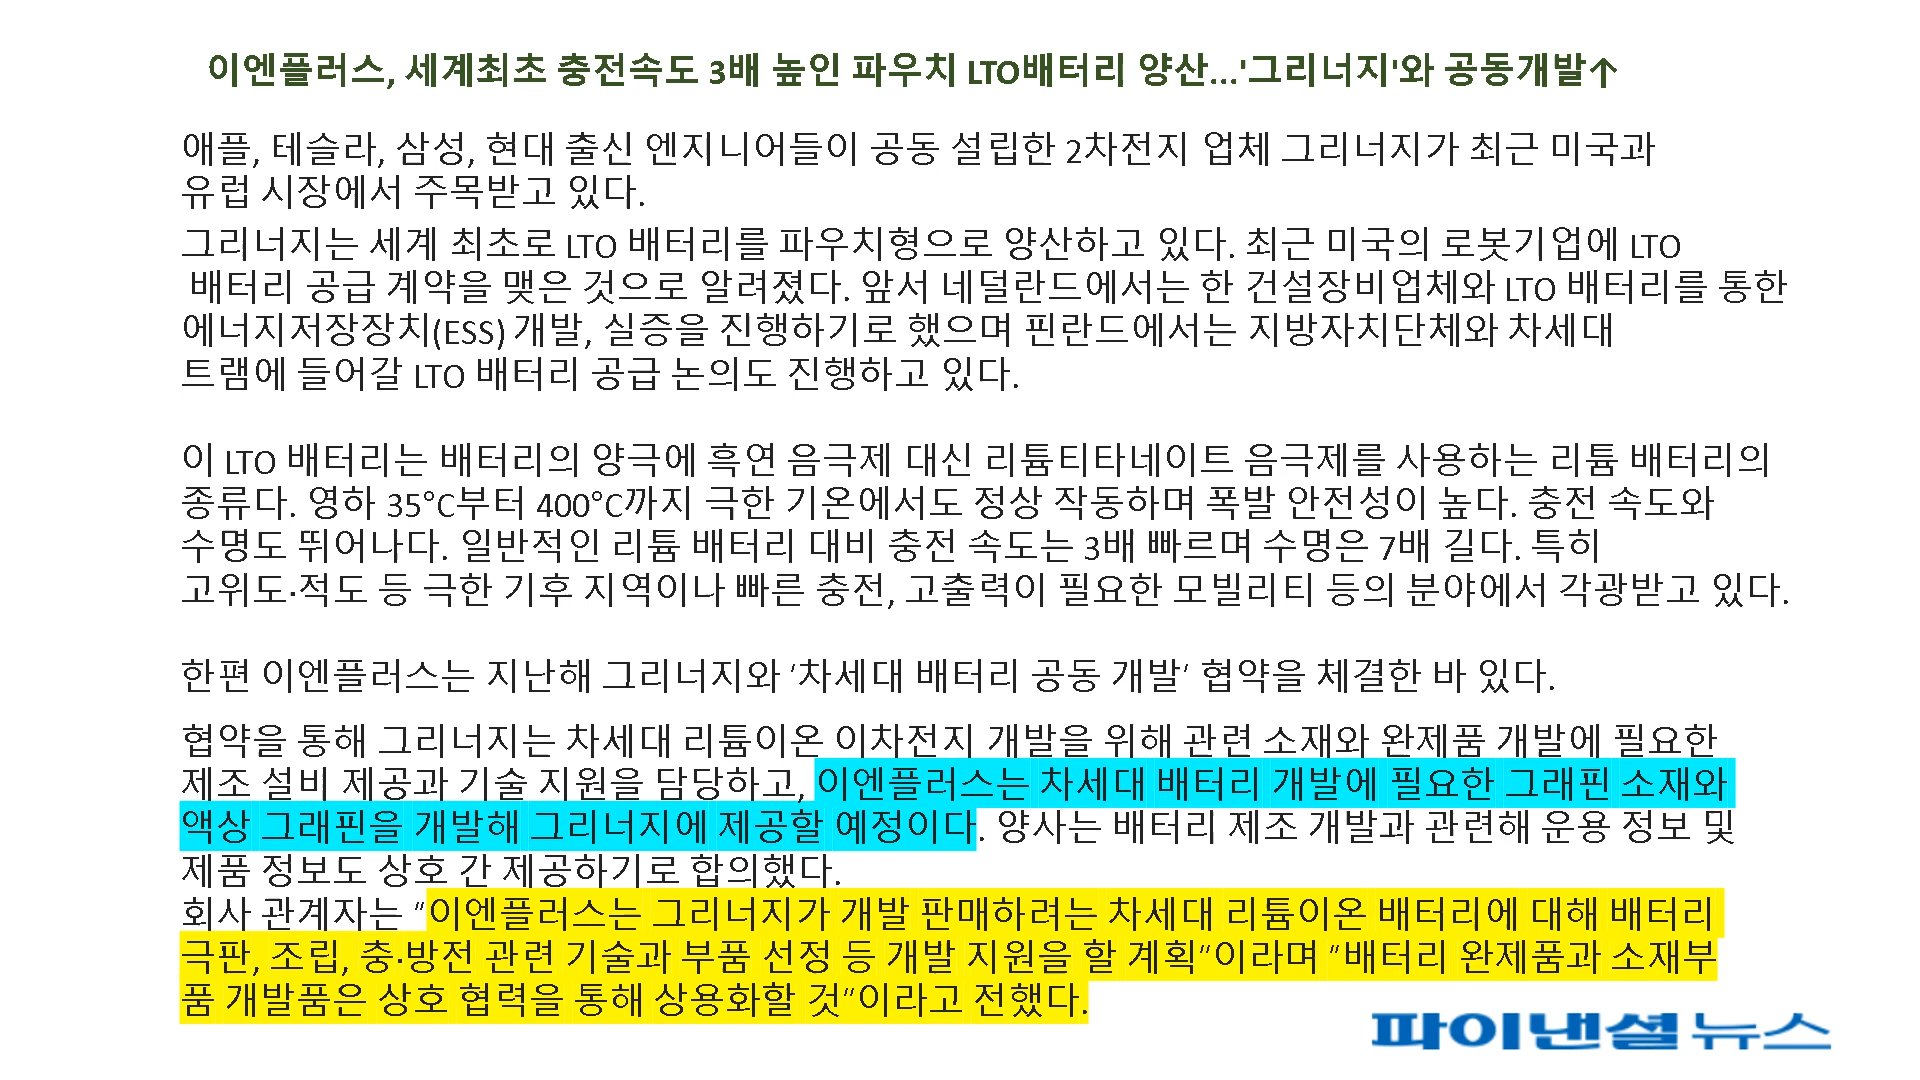 이엔플러스, 세계최초 충전속도 3배 높인 파우치 LTO배터리 양산...'그리너지'와 공동개발↑
애플, 테슬라, 삼성, 현대 출신 엔지니어들이 공동 설립한 2차전지 업체 그리너지가 최근 미국과
유럽 시장에서 주목받고 있다.
그리너지는 세계 최초로 LTO 배터리를 파우치형으로 양산하고 있다. 최근 미국의 로봇기업에 LTO
배터리 공급 계약을 맺은 것으로 알려졌다. 앞서 네덜란드에서는 한 건설장비업체와 LTO 배터리를 통한
에너지저장장치(ESS) 개발, 실증을 진행하기로 했으며 핀란드에서는 지방자치단체와 차세대
트램에 들어갈 LTO 배터리 공급 논의도 진행하고 있다.
이 LTO 배터리는 배터리의 양극에 흑연 음극제 대신 리튬티타네이트 음극제를 사용하는 리튬 배터리의
종류다. 영하 35°C부터 400°C까지 극한 기온에서도 정상 작동하며 폭발 안전성이 높다. 충전 속도와
수명도 뛰어나다. 일반적인 리튬 배터리 대비 충전 속도는 3배 빠르며 수명은 7배 길다. 특히
고위도·적도 등 극한 기후 지역이나 빠른 충전, 고출력이 필요한 모빌리티 등의 분야에서 각광받고 있다.
한편 이엔플러스는 지난해 그리너지와 '차세대 배터리 공동 개발' 협약을 체결한 바 있다.
협약을 통해 그리너지는 차세대 리튬이온 이차전지 개발을 위해 관련 소재와 완제품 개발에 필요한
제조 설비 제공과 기술 지원을 담당하고, 이엔플러스는 차세대 배터리 개발에 필요한 그래핀 소재와
액상 그래핀을 개발해 그리너지에 제공할 예정이다. 양사는 배터리 제조 개발과 관련해 운용 정보 및
제품 정보도 상호 간 제공하기로 합의했다.
회사 관계자는 "이엔플러스는 그리너지가 개발 판매하려는 차세대 리튬이온 배터리에 대해 배터리
극판, 조립, 충·방전 관련 기술과 부품 선정 등 개발 지원을 할 계획"이라며 "배터리 완제품과 소재부
품 개발품은 상호 협력을 통해 상용화할 것"이라고 전했다.
파이낸셜뉴스